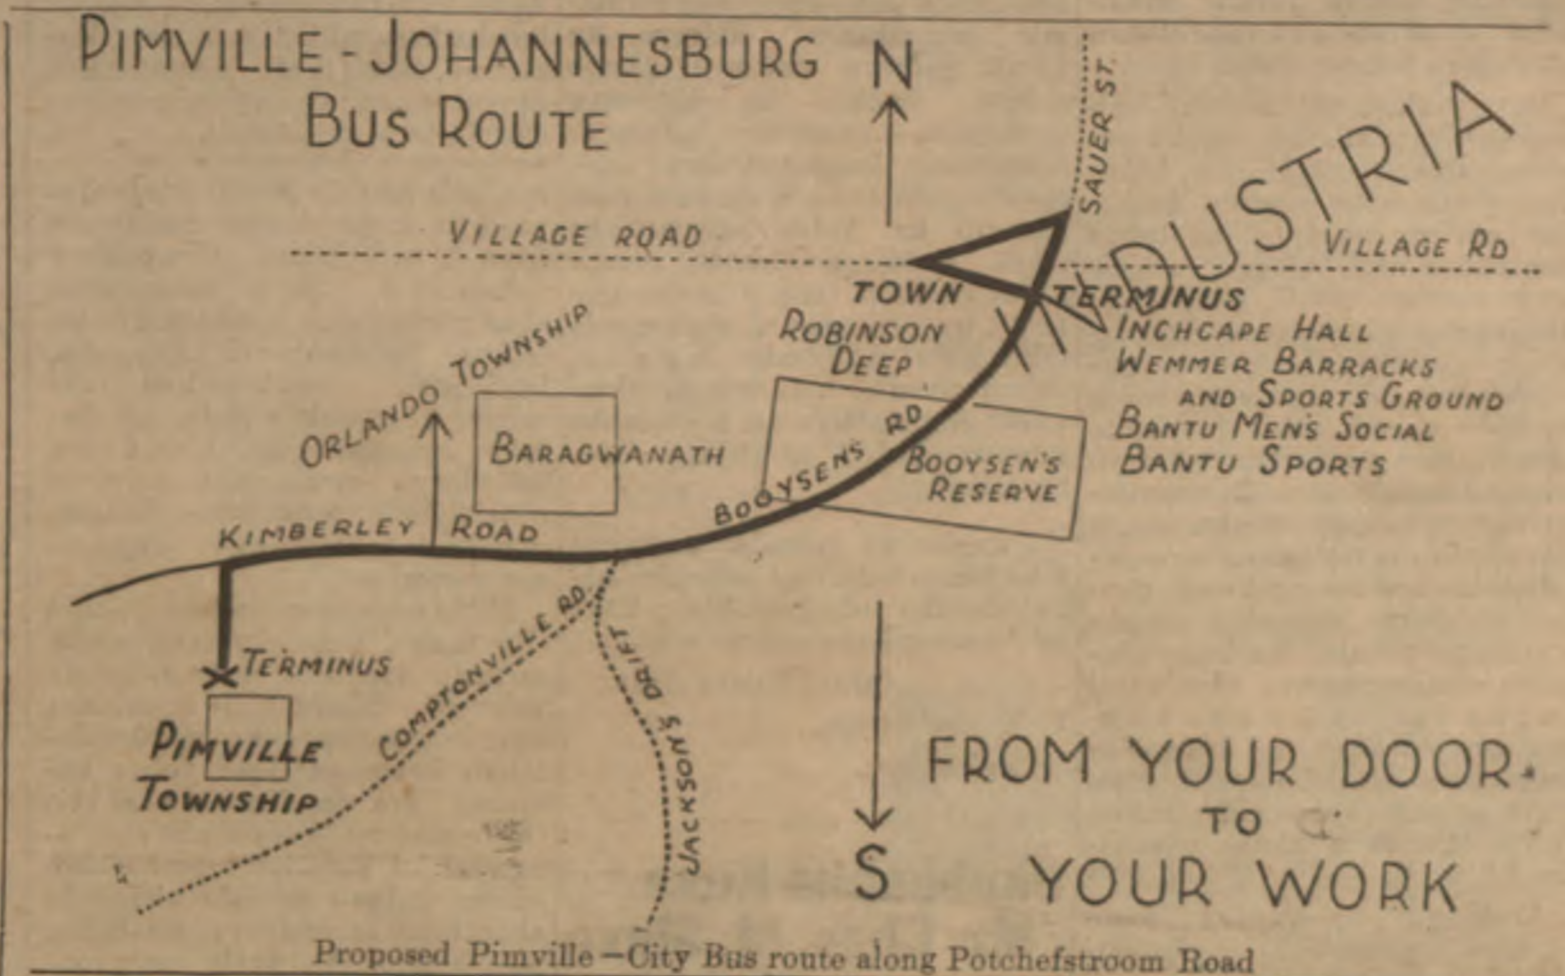 PIMVILLE - JOHANNESBURG
BUS ROUTE
N
SAUER ST.
INDUSTRIA
VILLAGE ROAD
VILLAGE RD
TOWN TERMINUS
ROBINSON
DEEP
INCHCAPE HALL
WEMMER BARRACKS
AND SPORTS GROUND
BANTU MEN'S SOCIAL
BANTU SPORTS
ORLANDO TOWNSHIP
BARAGWANATH
BOOYSENS RD
BOOYSEN'S
RESERVE
KIMBERLEY ROAD
TERMINUS
PIMVILLE
TOWNSHIP
COMPTONVILLE RD.
JACKSON'S DRIFT
S
FROM YOUR DOOR
TO
YOUR WORK
Proposed Pimville—City Bus route along Potchefstroom Road